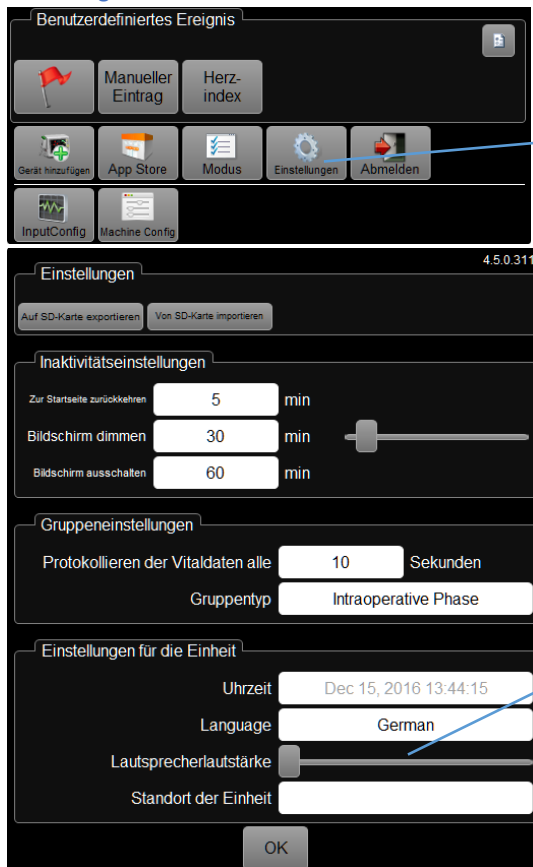 Benutzerdefiniertes Ereignis
Manueller
Eintrag
Herz-
index
Gerät hinzufügen
App Store
Modus
Einstellungen
Abmelden
InputConfig
Machine Config
4.5.0.311
Einstellungen
Auf SD-Karte exportieren
Von SD-Karte importieren
Inaktivitätseinstellungen
Zur Startseite zurückkehren 5 min
Bildschirm dimmen 30 min
Bildschirm ausschalten 60 min
Gruppeneinstellungen
Protokollieren der Vitaldaten alle 10 Sekunden
Gruppentyp Intraoperative Phase
Einstellungen für die Einheit
Uhrzeit Dec 15, 2016 13:44:15
Language German
Lautsprecherlautstärke
Standort der Einheit
OK